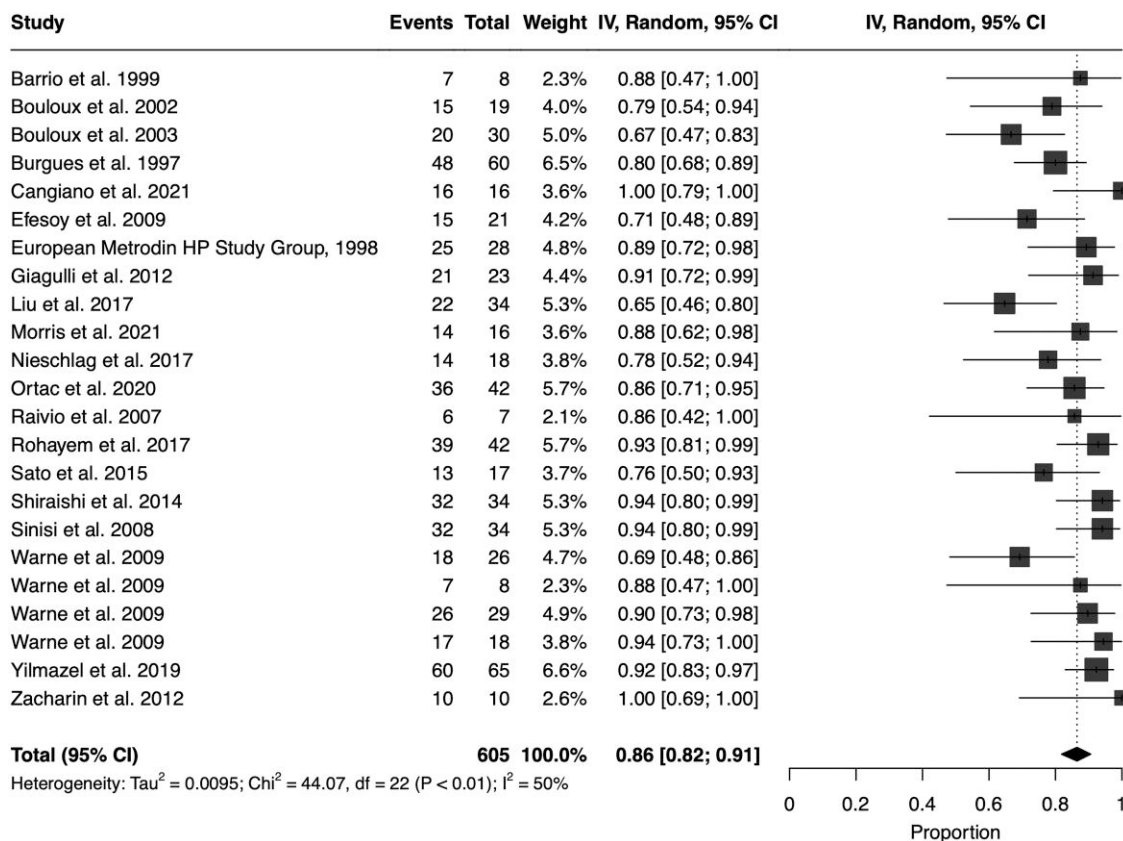 Study Events Total Weight IV, Random, 95% CI IV, Random, 95% CI
Barrio et al. 1999 7 8 2.3% 0.88 [0.47; 1.00]
Bouloux et al. 2002 15 19 4.0% 0.79 [0.54; 0.94]
Bouloux et al. 2003 20 30 5.0% 0.67 [0.47; 0.83]
Burgues et al. 1997 48 60 6.5% 0.80 [0.68; 0.89]
Cangiano et al. 2021 16 16 3.6% 1.00 [0.79; 1.00]
Efesoy et al. 2009 15 21 4.2% 0.71 [0.48; 0.89]
European Metrodin HP Study Group, 1998 25 28 4.8% 0.89 [0.72; 0.98]
Giagulli et al. 2012 21 23 4.4% 0.91 [0.72; 0.99]
Liu et al. 2017 22 34 5.3% 0.65 [0.46; 0.80]
Morris et al. 2021 14 16 3.6% 0.88 [0.62; 0.98]
Nieschlag et al. 2017 14 18 3.8% 0.78 [0.52; 0.94]
Ortac et al. 2020 36 42 5.7% 0.86 [0.71; 0.95]
Raivio et al. 2007 6 7 2.1% 0.86 [0.42; 1.00]
Rohayem et al. 2017 39 42 5.7% 0.93 [0.81; 0.99]
Sato et al. 2015 13 17 3.7% 0.76 [0.50; 0.93]
Shiraishi et al. 2014 32 34 5.3% 0.94 [0.80; 0.99]
Sinisi et al. 2008 32 34 5.3% 0.94 [0.80; 0.99]
Warne et al. 2009 18 26 4.7% 0.69 [0.48; 0.86]
Warne et al. 2009 7 8 2.3% 0.88 [0.47; 1.00]
Warne et al. 2009 26 29 4.9% 0.90 [0.73; 0.98]
Warne et al. 2009 17 18 3.8% 0.94 [0.73; 1.00]
Yilmazel et al. 2019 60 65 6.6% 0.92 [0.83; 0.97]
Zacharin et al. 2012 10 10 2.6% 1.00 [0.69; 1.00]
Total (95% CI) 605 100.0% 0.86 [0.82; 0.91]
Heterogeneity: Tau² = 0.0095; Chi² = 44.07, df = 22 (P < 0.01); I² = 50%
0 0.2 0.4 0.6 0.8 1
Proportion